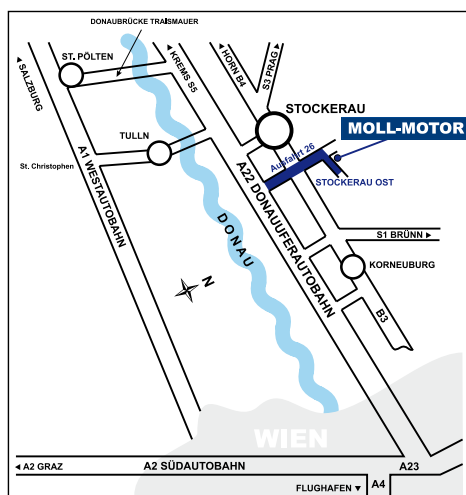 DONAUBRÜCKE TRAISMAUER
ST. PÖLTEN
◄ SALZBURG
◄ KREMS S5
◄ HORN B4
S3 PRAG ►
STOCKERAU
MOLL-MOTOR
Ausfahrt 26
STOCKERAU OST
TULLN
St. Christophen
A1 WESTAUTOBAHN
A22 DONAUUFERAUTOBAHN
DONAU
N
S1 BRÜNN ►
KORNEUBURG
B3
WIEN
◄ A2 GRAZ
A2 SÜDAUTOBAHN
A23
FLUGHAFEN ▼
A4